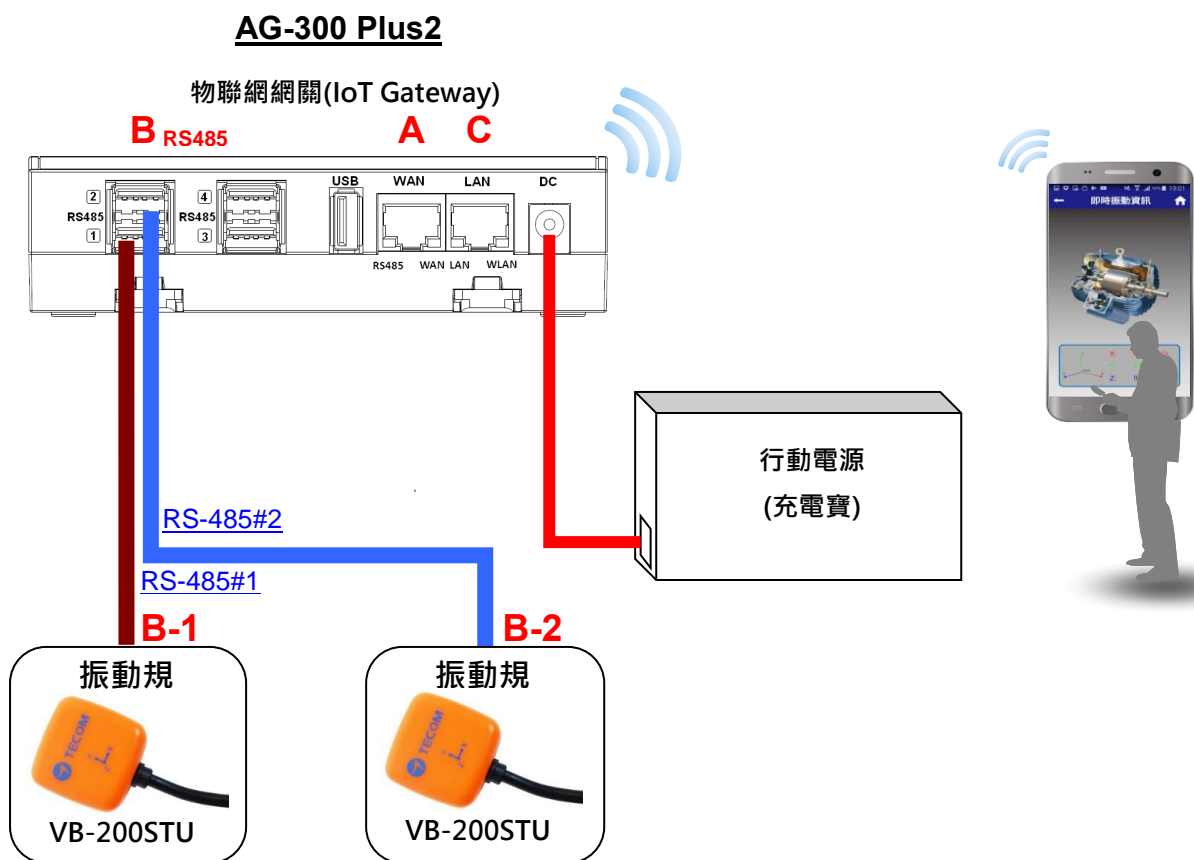 AG-300 Plus2
物聯網網關(IoT Gateway)
B RS485
A
C
2
RS485
1
4
RS485
3
USB
WAN
LAN
DC
RS485
WAN
LAN
WLAN
19:01
即時振動資訊
X:
Z:
行動電源
(充電寶)
RS-485#2
RS-485#1
B-1
B-2
振動規
TECOM
VB-200STU
振動規
TECOM
VB-200STU